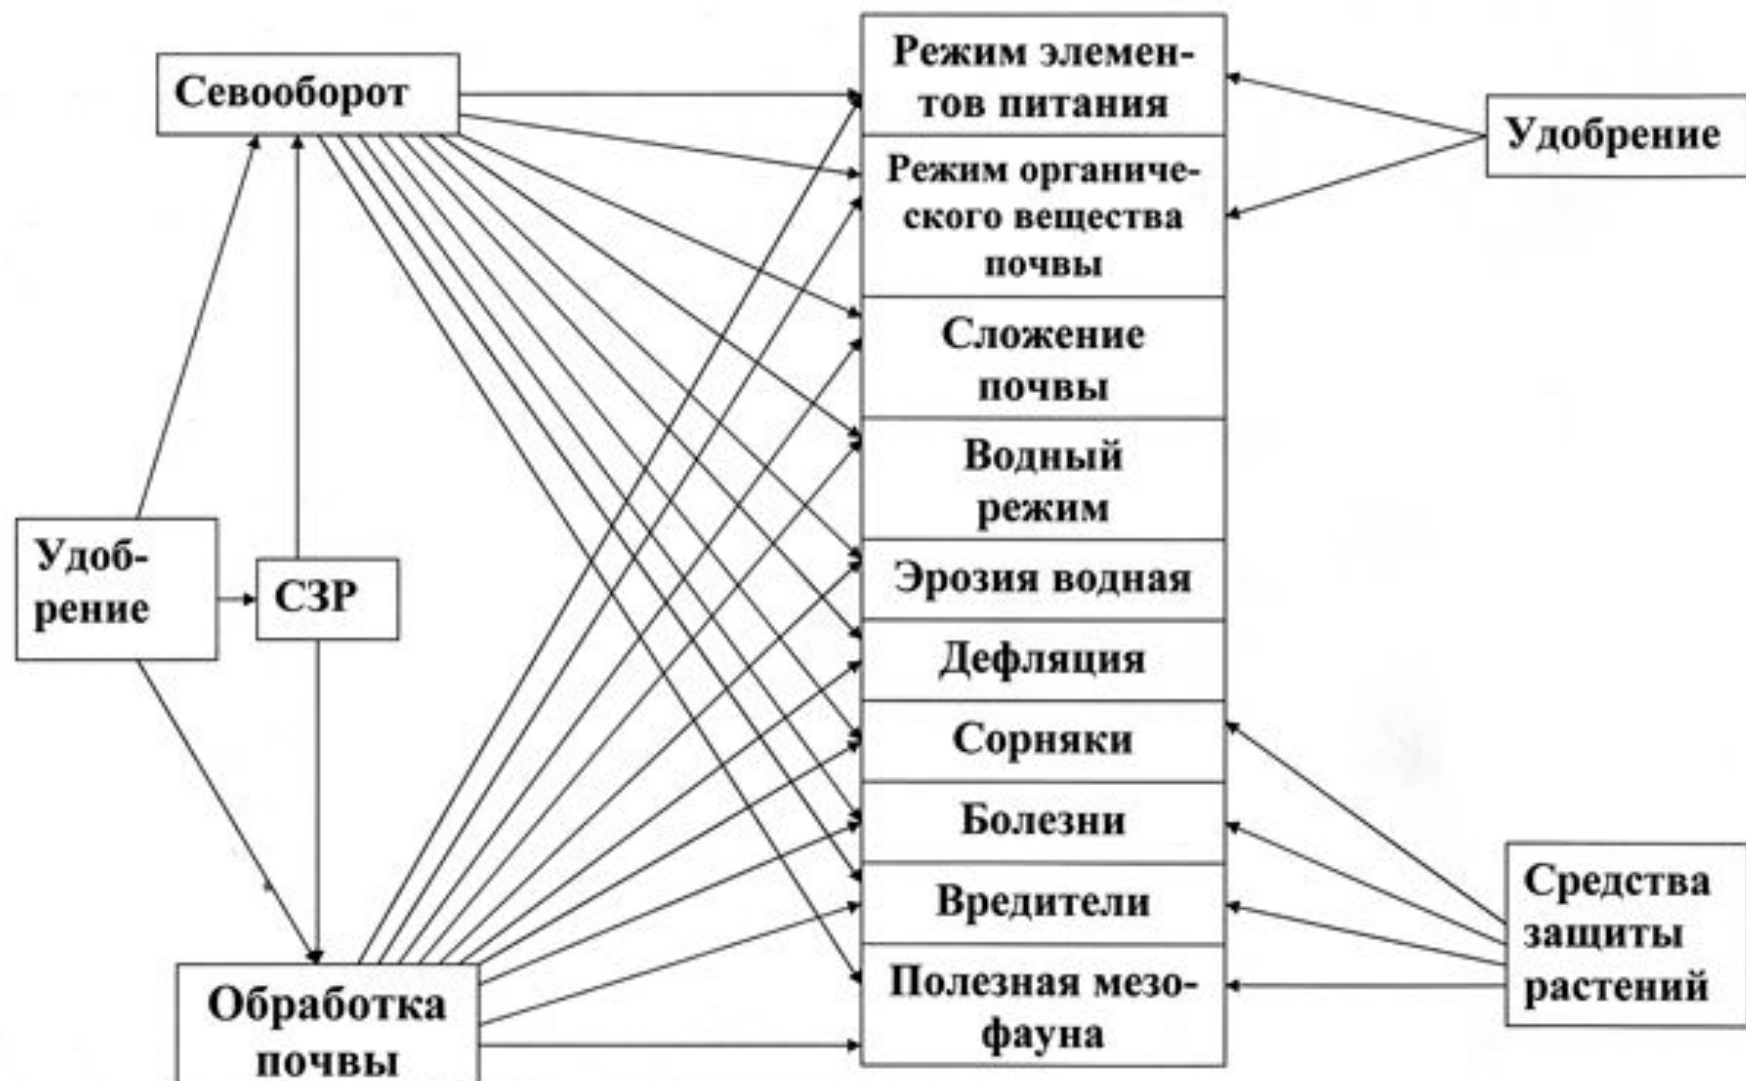 Севооборот
Удоб-
рение
СЗР
Обработка
почвы
Режим элемен-
тов питания
Режим органиче-
ского вещества
почвы
Сложение
почвы
Водный
режим
Эрозия водная
Дефляция
Сорняки
Болезни
Вредители
Полезная мезо-
фауна
Удобрение
Средства
защиты
растений